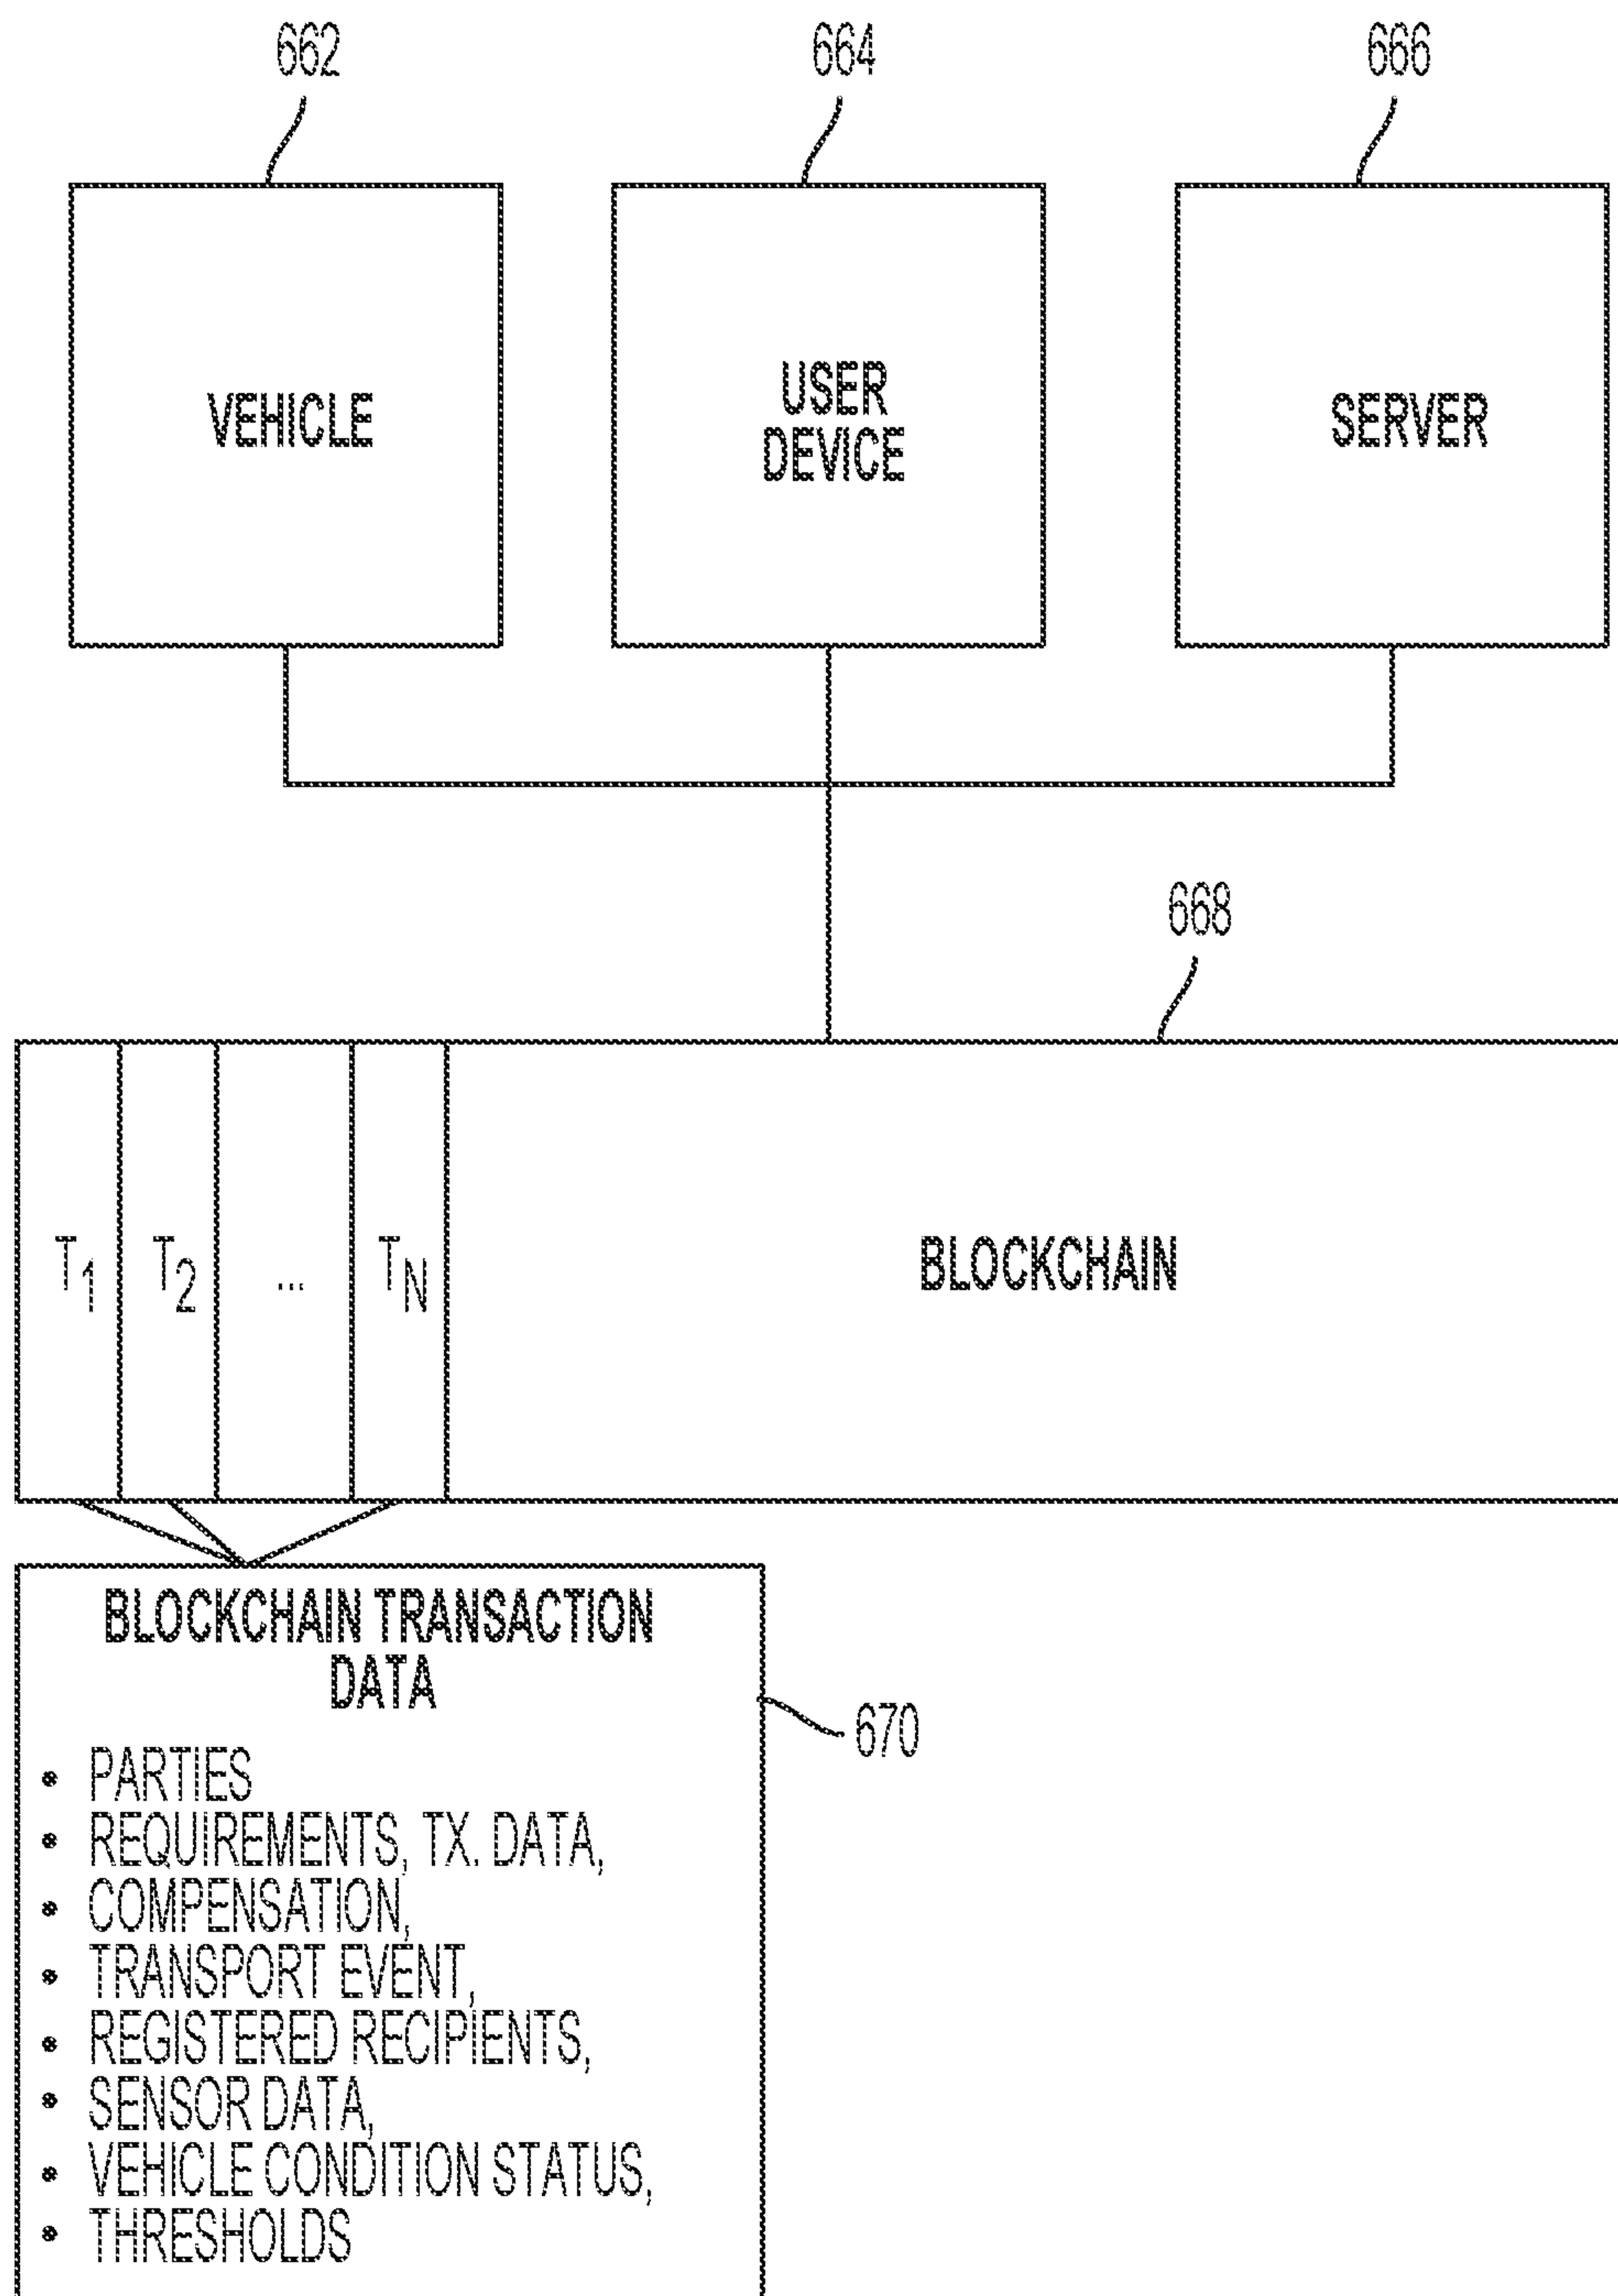 662 664 666
VEHICLE USER DEVICE SERVER
668
T1 T2 ... TN BLOCKCHAIN
BLOCKCHAIN TRANSACTION
DATA
670
• PARTIES
• REQUIREMENTS, TX. DATA,
• COMPENSATION,
• TRANSPORT EVENT,
• REGISTERED RECIPIENTS,
• SENSOR DATA,
• VEHICLE CONDITION STATUS,
• THRESHOLDS